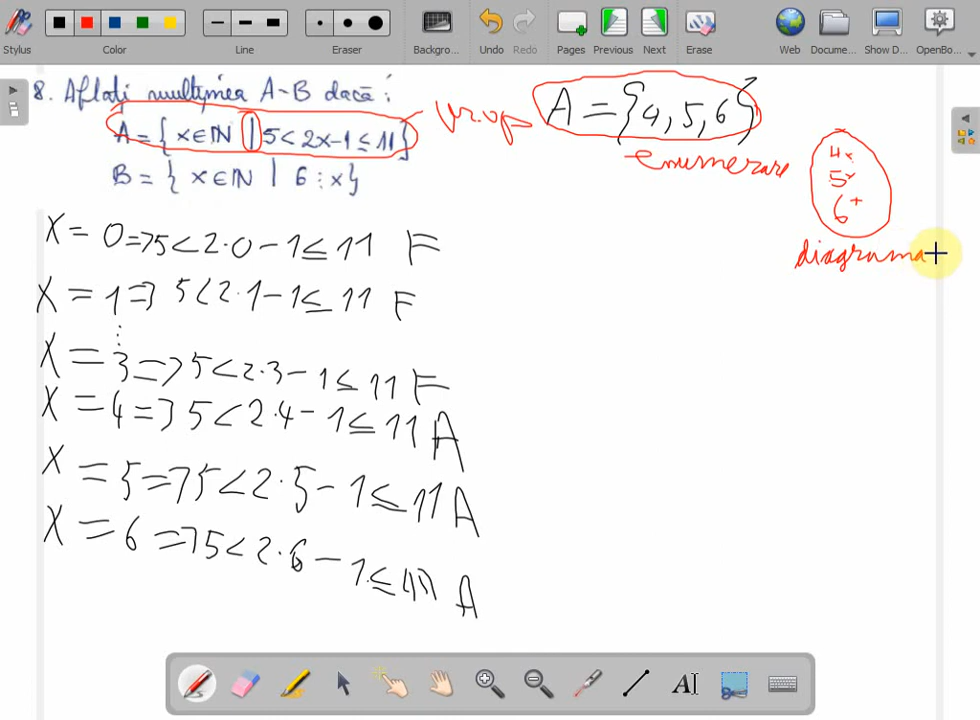 Stylus Color Line Eraser Backgro... Undo Redo Pages Previous Next Erase Web Docume... Show D... OpenBo...
8. Aflați mulțimea A-B dacă:
A = { x∈ℕ | 5 < 2x-1 ≤ 11 }
B = { x∈ℕ | 6 ⋮ x }
A = {4, 5, 6}
enumerare
4x
5x
6+
diagrama
x = 0 => 5 < 2·0 - 1 ≤ 11 F
x = 1 => 5 < 2·1 - 1 ≤ 11 F
⋮
x = 3 => 5 < 2·3 - 1 ≤ 11 F
x = 4 => 5 < 2·4 - 1 ≤ 11 A
x = 5 => 5 < 2·5 - 1 ≤ 11 A
x = 6 => 5 < 2·6 - 1 ≤ 11 A